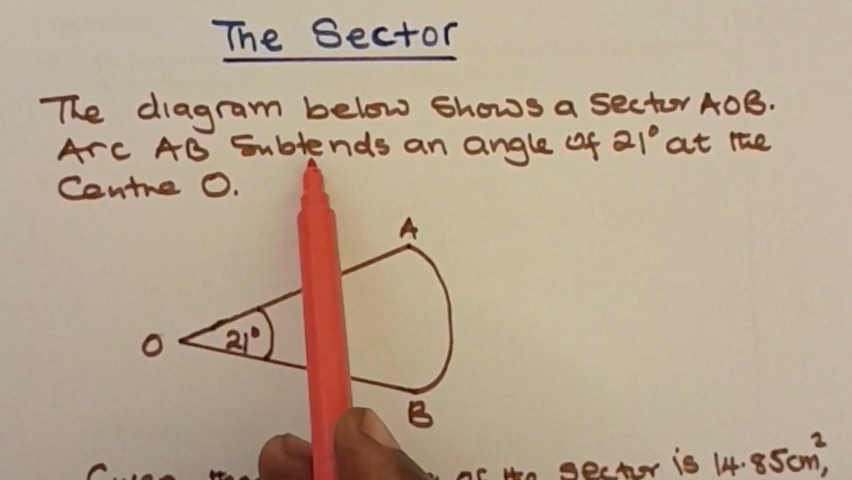 The Sector
The diagram below shows a sector AOB.
Arc AB subtends an angle of 21° at the
Centre O.
A
O
21°
B
Given the sector is 14.85cm²,